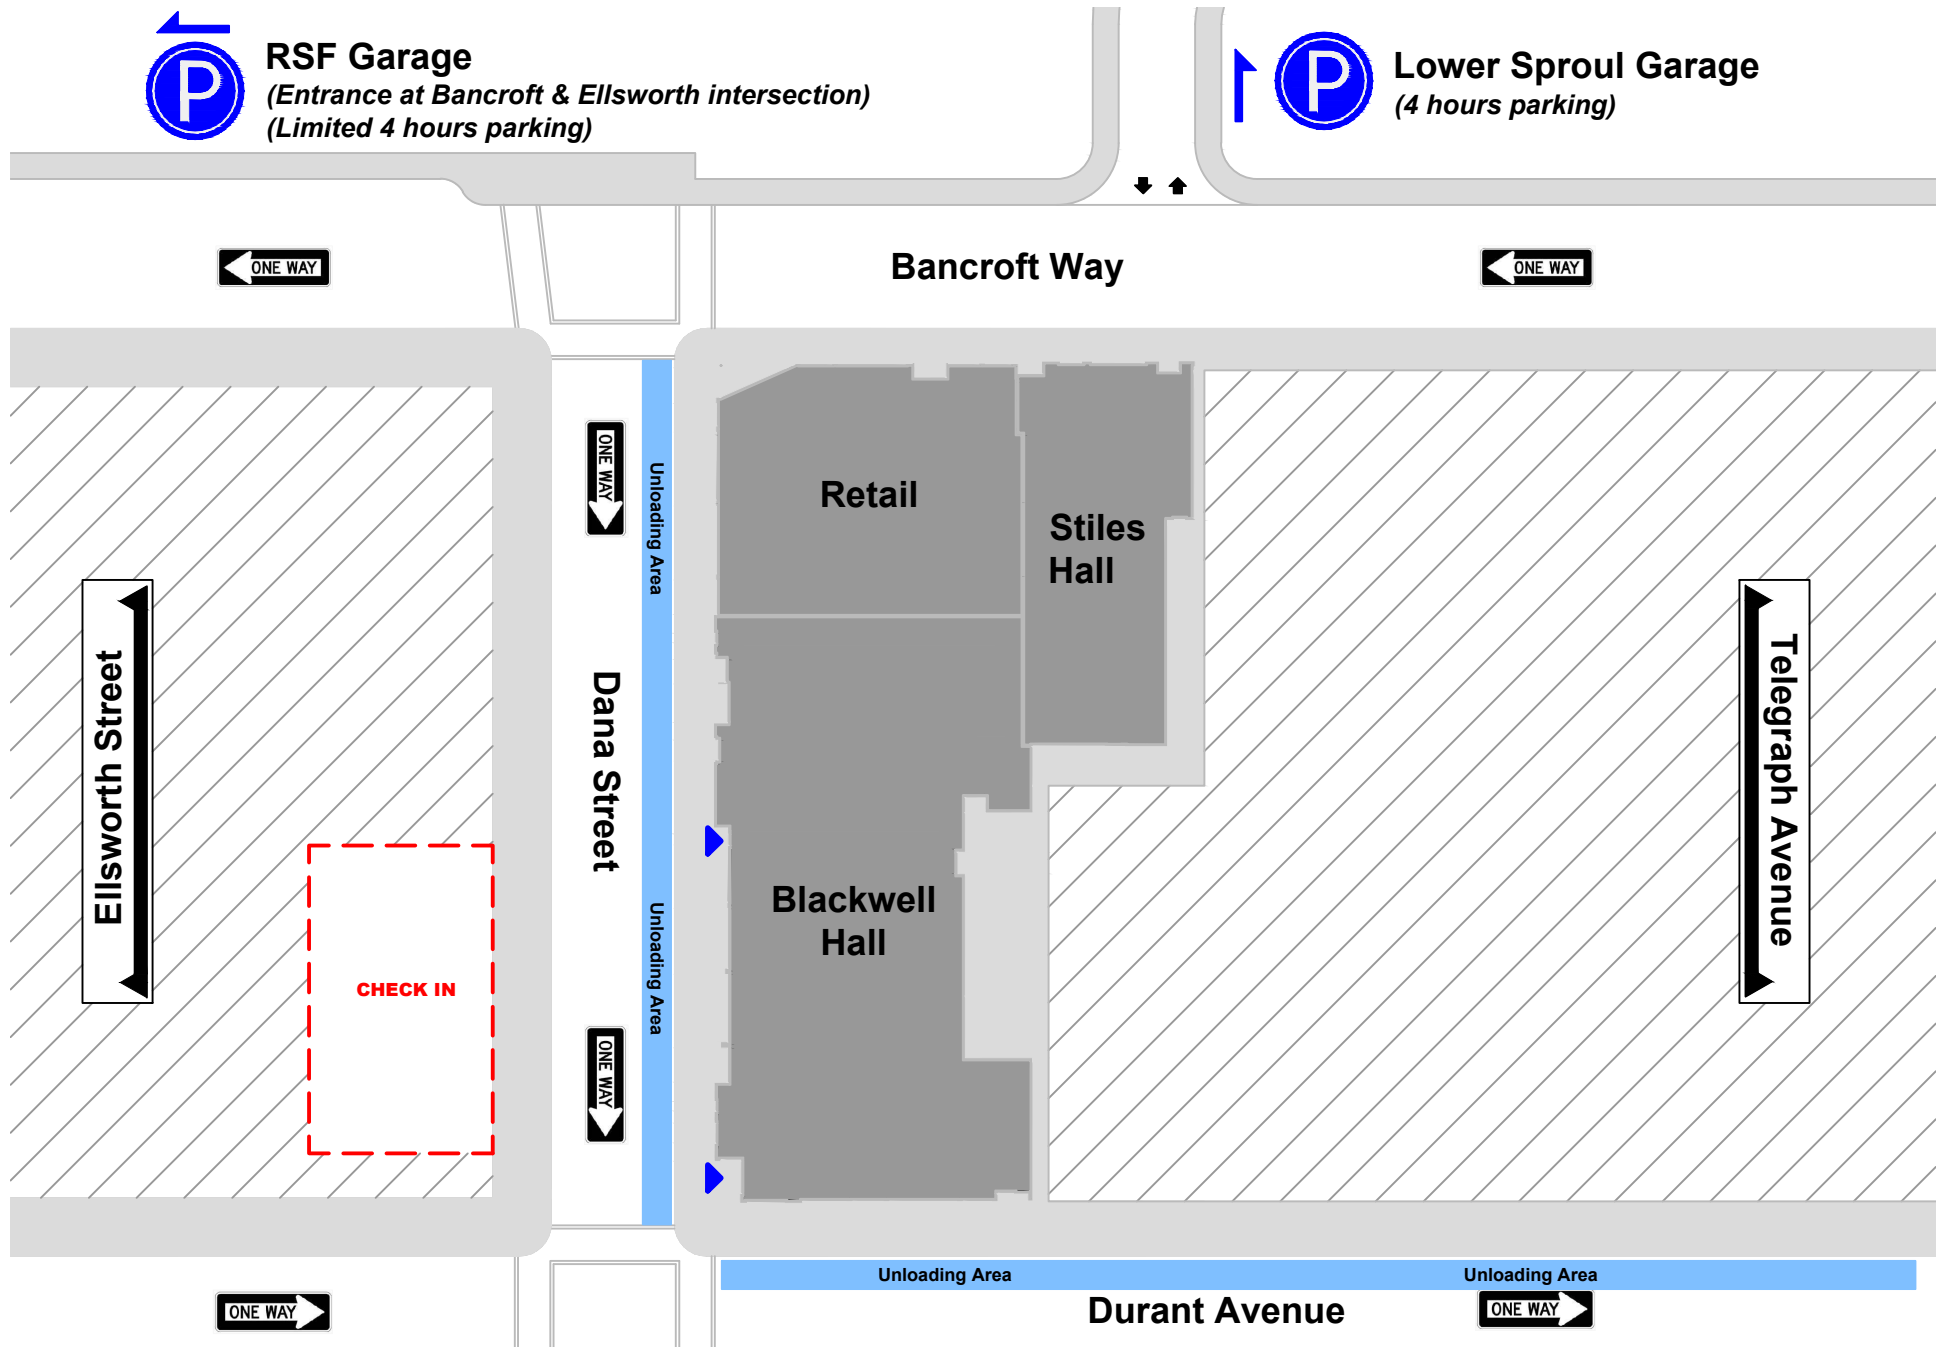 P
RSF Garage
(Entrance at Bancroft & Ellsworth intersection)
(Limited 4 hours parking)
P
Lower Sproul Garage
(4 hours parking)
ONE WAY
Bancroft Way
ONE WAY
ONE WAY
Unloading Area
Retail
Stiles
Hall
Ellsworth Street
Dana Street
Telegraph Avenue
Blackwell
Hall
CHECK IN
Unloading Area
ONE WAY
Unloading Area
Unloading Area
ONE WAY
Durant Avenue
ONE WAY